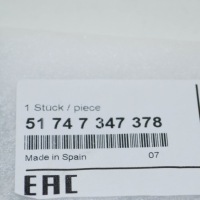 1 Stück / piece
51 74 7 347 378
Made in Spain 07
EAC